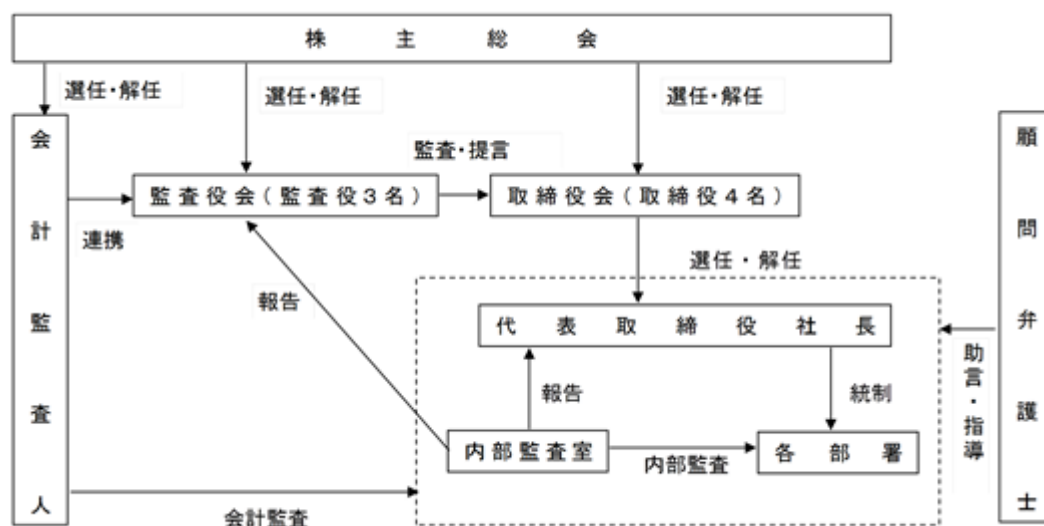 株主総会
選任・解任
選任・解任
選任・解任
会計監査人
顧問弁護士
監査・提言
監査役会(監査役3名)
取締役会(取締役4名)
連携
選任・解任
報告
代表取締役社長
助言・指導
報告
統制
内部監査室
内部監査
各部署
会計監査